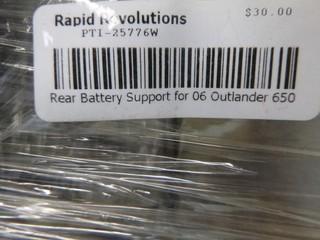 Rapid Revolutions $30.00
PTI-25776W
Rear Battery Support for 06 Outlander 650